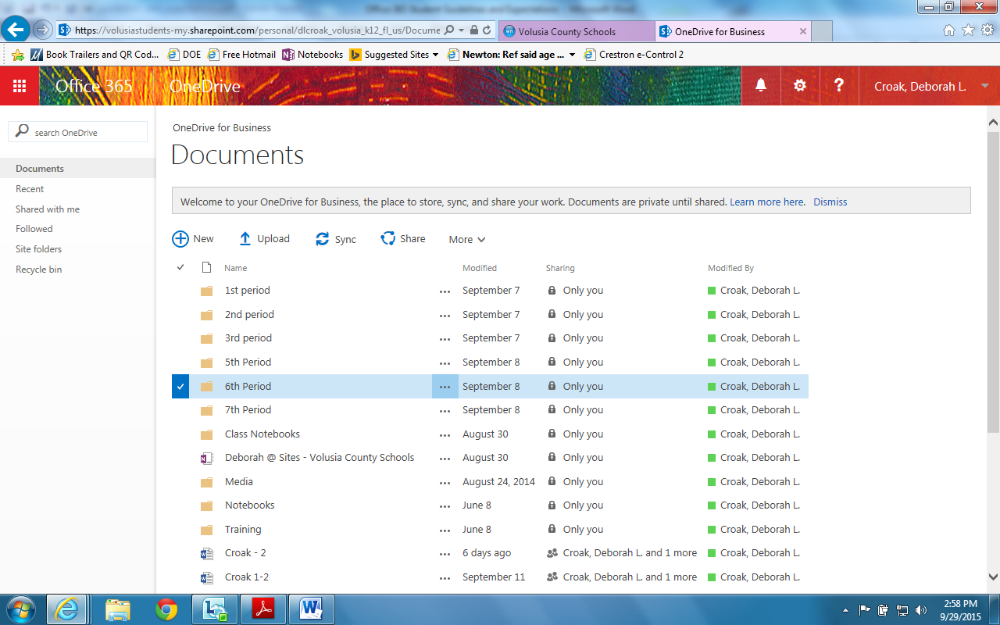 Office 365 Student Guidelines and Expectations - Microsoft Word
https://volusiastudents-my.sharepoint.com/personal/dlcroak_volusia_k12_fl_us/Docume
Volusia County Schools
OneDrive for Business
Book Trailers and QR Cod... DOE Free Hotmail Notebooks Suggested Sites Newton: Ref said age ... Crestron e-Control 2
Office 365 OneDrive ? Croak, Deborah L.
search OneDrive
Documents
Recent
Shared with me
Followed
Site folders
Recycle bin
OneDrive for Business
Documents
Welcome to your OneDrive for Business, the place to store, sync, and share your work. Documents are private until shared. Learn more here. Dismiss
New Upload Sync Share More
Name Modified Sharing Modified By
1st period ... September 7 Only you Croak, Deborah L.
2nd period ... September 7 Only you Croak, Deborah L.
3rd period ... September 7 Only you Croak, Deborah L.
5th Period ... September 8 Only you Croak, Deborah L.
6th Period ... September 8 Only you Croak, Deborah L.
7th Period ... September 8 Only you Croak, Deborah L.
Class Notebooks ... August 30 Only you Croak, Deborah L.
Deborah @ Sites - Volusia County Schools ... August 30 Only you Croak, Deborah L.
Media ... August 24, 2014 Only you Croak, Deborah L.
Notebooks ... June 8 Only you Croak, Deborah L.
Training ... June 8 Only you Croak, Deborah L.
Croak - 2 ... 6 days ago Croak, Deborah L. and 1 more Croak, Deborah L.
Croak 1-2 ... September 11 Croak, Deborah L. and 1 more Croak, Deborah L.
2:58 PM
9/29/2015